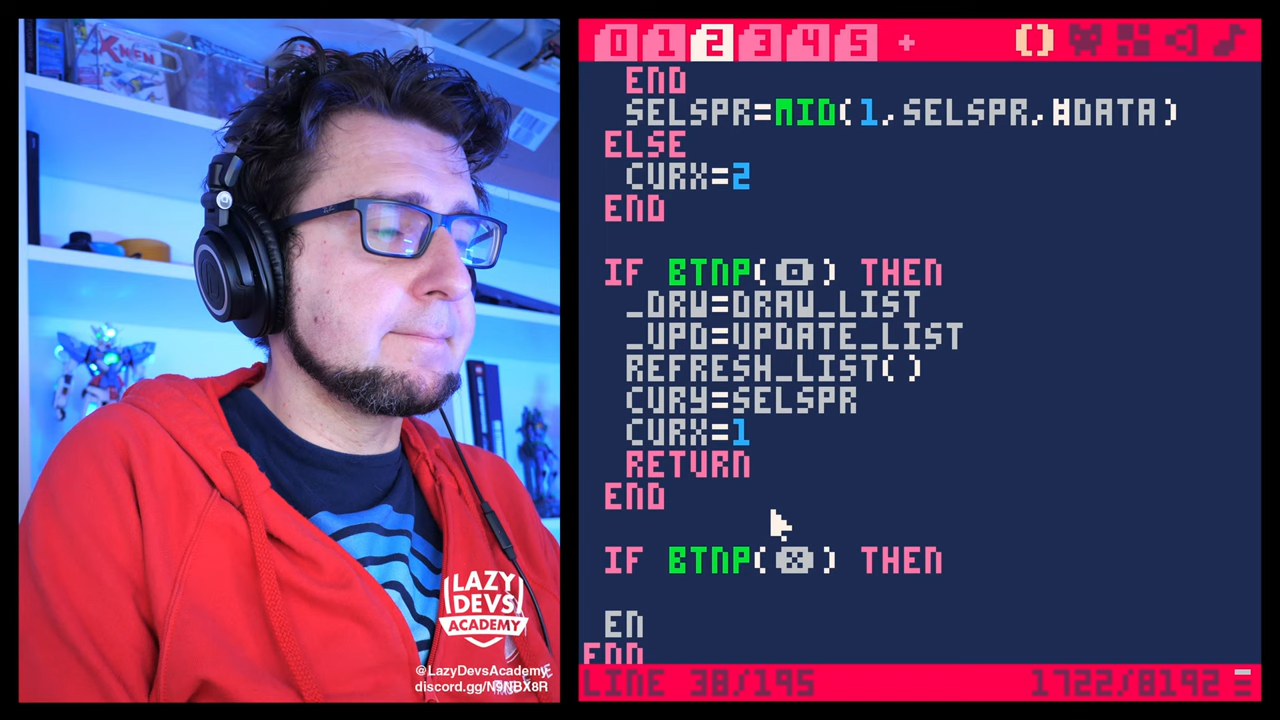 X-MEN
LAZY
DEVS
ACADEMY
@LazyDevsAcademy
0 1 2 3 4 5 +
END
SELSPR=MID(1,SELSPR,#DATA)
ELSE
CURX=2
END
IF BTNP(🅾️) THEN
_DRW=DRAW_LIST
_UPD=UPDATE_LIST
REFRESH_LIST()
CURY=SELSPR
CURX=1
RETURN
END
IF BTNP(❎) THEN
EN
END
LINE 38/195
1722/8192